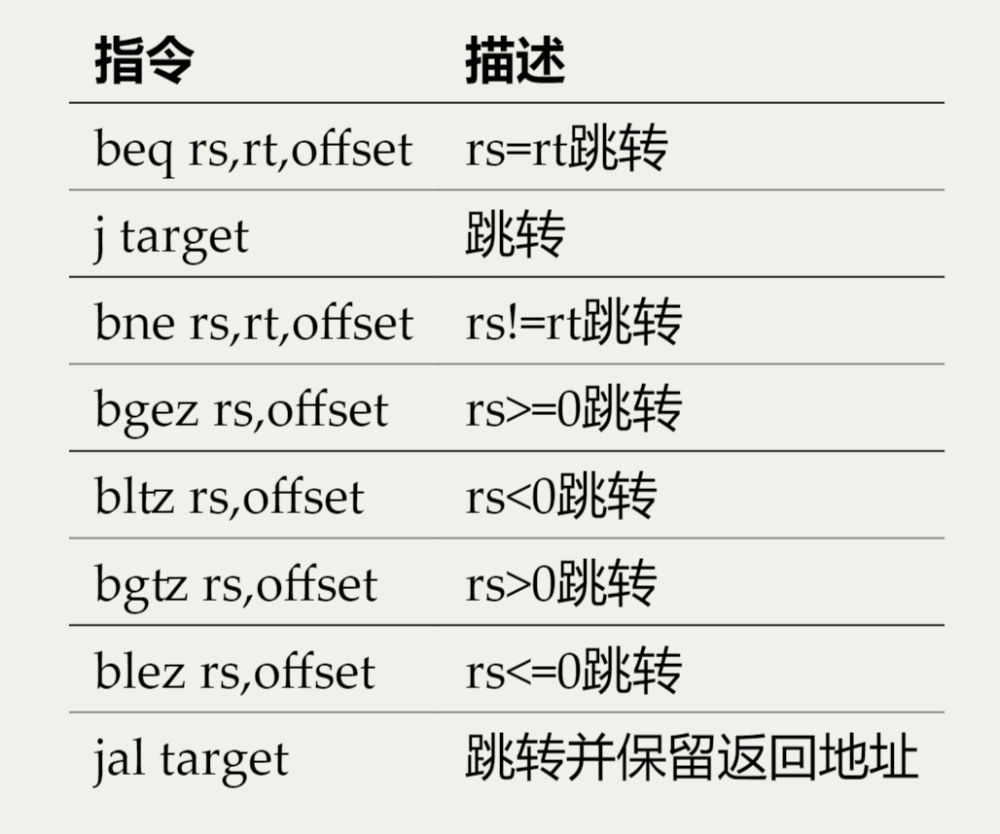 指令 描述
beq rs,rt,offset rs=rt跳转
j target 跳转
bne rs,rt,offset rs!=rt跳转
bgez rs,offset rs>=0跳转
bltz rs,offset rs<0跳转
bgtz rs,offset rs>0跳转
blez rs,offset rs<=0跳转
jal target 跳转并保留返回地址